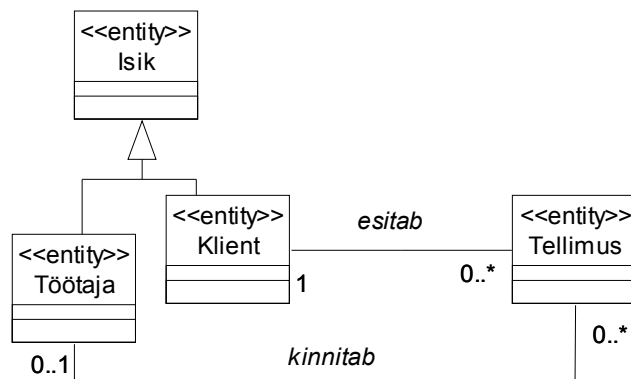 <<entity>>
Isik
<<entity>>
Töötaja
<<entity>>
Klient
esitab
<<entity>>
Tellimus
1
0..*
0..1
kinnitab
0..*